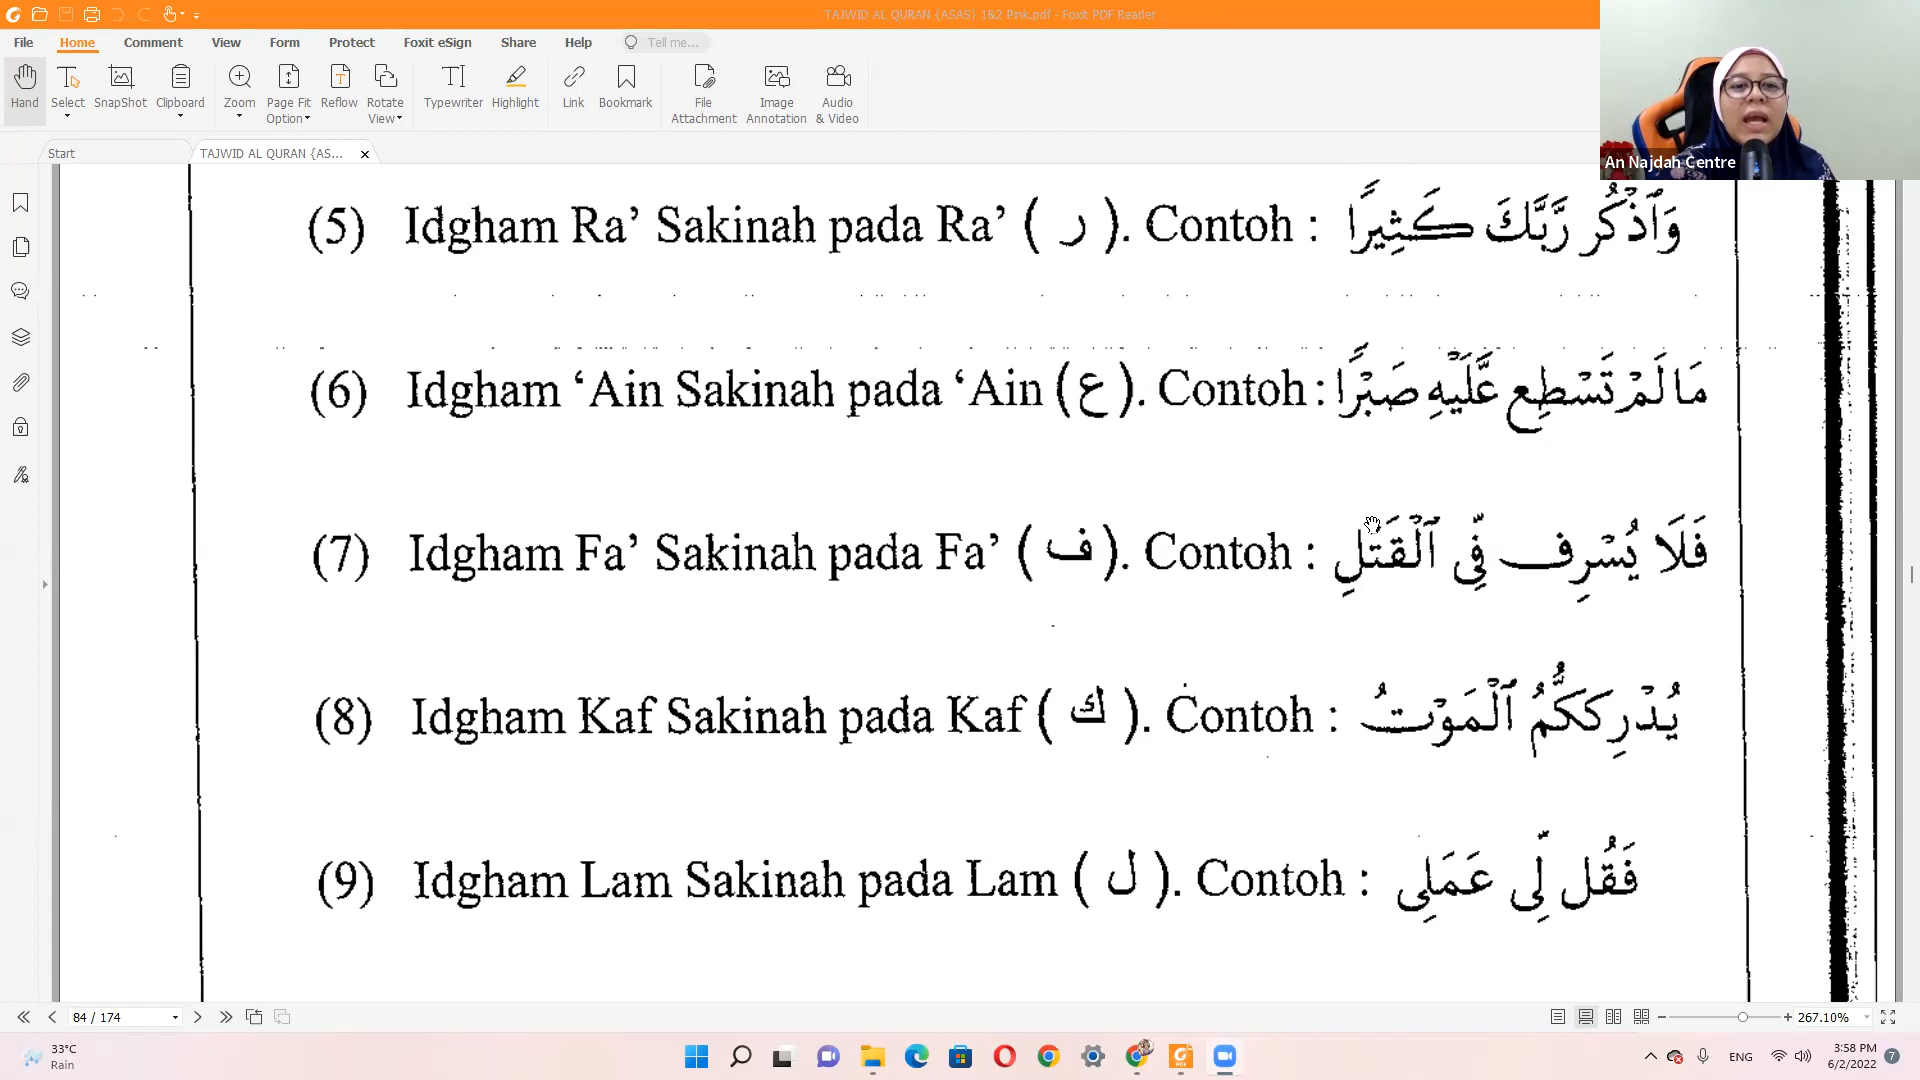 TAJWID AL QURAN {ASAS} 1&2 Pink.pdf - Foxit PDF Reader
File Home Comment View Form Protect Foxit eSign Share Help Tell me...
Hand Select SnapShot Clipboard Zoom Page Fit Option Reflow Rotate View Typewriter Highlight Link Bookmark File Attachment Image Annotation Audio & Video
An Najdah Centre
Start TAJWID AL QURAN {AS...
(5) Idgham Ra’ Sakinah pada Ra’ ( ر ). Contoh : وَٱذْكُر رَّبَّكَ كَثِيرًا
(6) Idgham ‘Ain Sakinah pada ‘Ain ( ع ). Contoh : مَا لَمْ تَسْطِع عَّلَيْهِ صَبْرًا
(7) Idgham Fa’ Sakinah pada Fa’ ( ف ). Contoh : فَلَا يُسْرِف فِّى ٱلْقَتْلِ
(8) Idgham Kaf Sakinah pada Kaf ( ك ). Contoh : يُدْرِككُّمُ ٱلْمَوْتُ
(9) Idgham Lam Sakinah pada Lam ( ل ). Contoh : فَقُل لِّى عَمَلِى
84 / 174
267.10%
33°C
Rain
ENG
3:58 PM
6/2/2022
7